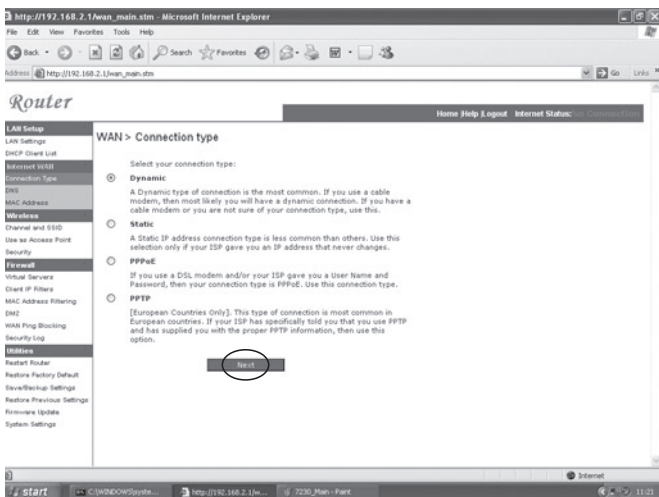 http://192.168.2.1/wan_main.stm - Microsoft Internet Explorer
File Edit View Favorites Tools Help
Back Search Favorites
Address http://192.168.2.1/wan_main.stm Go Links
Router
Home |Help |Logout Internet Status: No Connection
LAN Setup
LAN Settings
DHCP Client List
Internet WAN
Connection Type
DNS
MAC Address
Wireless
Channel and SSID
Use as Access Point
Security
Firewall
Virtual Servers
Client IP Filters
MAC Address Filtering
DMZ
WAN Ping Blocking
Security Log
Utilities
Restart Router
Restore Factory Default
Save/Backup Settings
Restore Previous Settings
Firmware Update
System Settings
WAN > Connection type
Select your connection type:
Dynamic
A Dynamic type of connection is the most common. If you use a cable
modem, then most likely you will have a dynamic connection. If you have a
cable modem or you are not sure of your connection type, use this.
Static
A Static IP address connection type is less common than others. Use this
selection only if your ISP gave you an IP address that never changes.
PPPoE
If you use a DSL modem and/or your ISP gave you a User Name and
Password, then your connection type is PPPoE. Use this connection type.
PPTP
[European Countries Only]. This type of connection is most common in
European countries. If your ISP has specifically told you that you use PPTP
and has supplied you with the proper PPTP information, then use this
option.
Next
Internet
start C:\WINDOWS\syste... http://192.168.2.1/w... 7230_Main - Paint 11:21